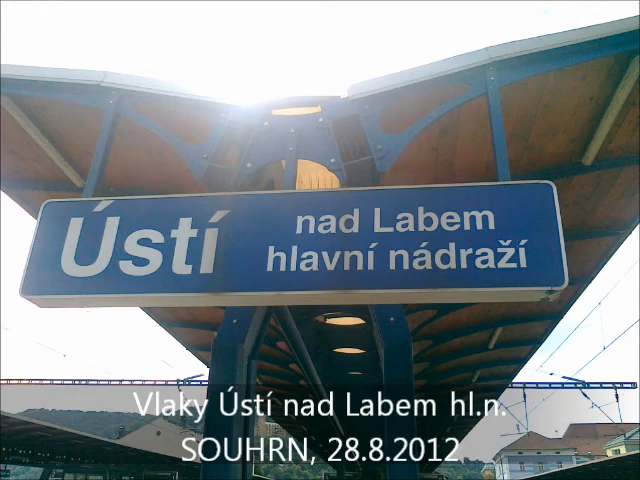 Ústí
nad Labem
hlavní nádraží
Vlaky Ústí nad Labem hl.n.
SOUHRN, 28.8.2012